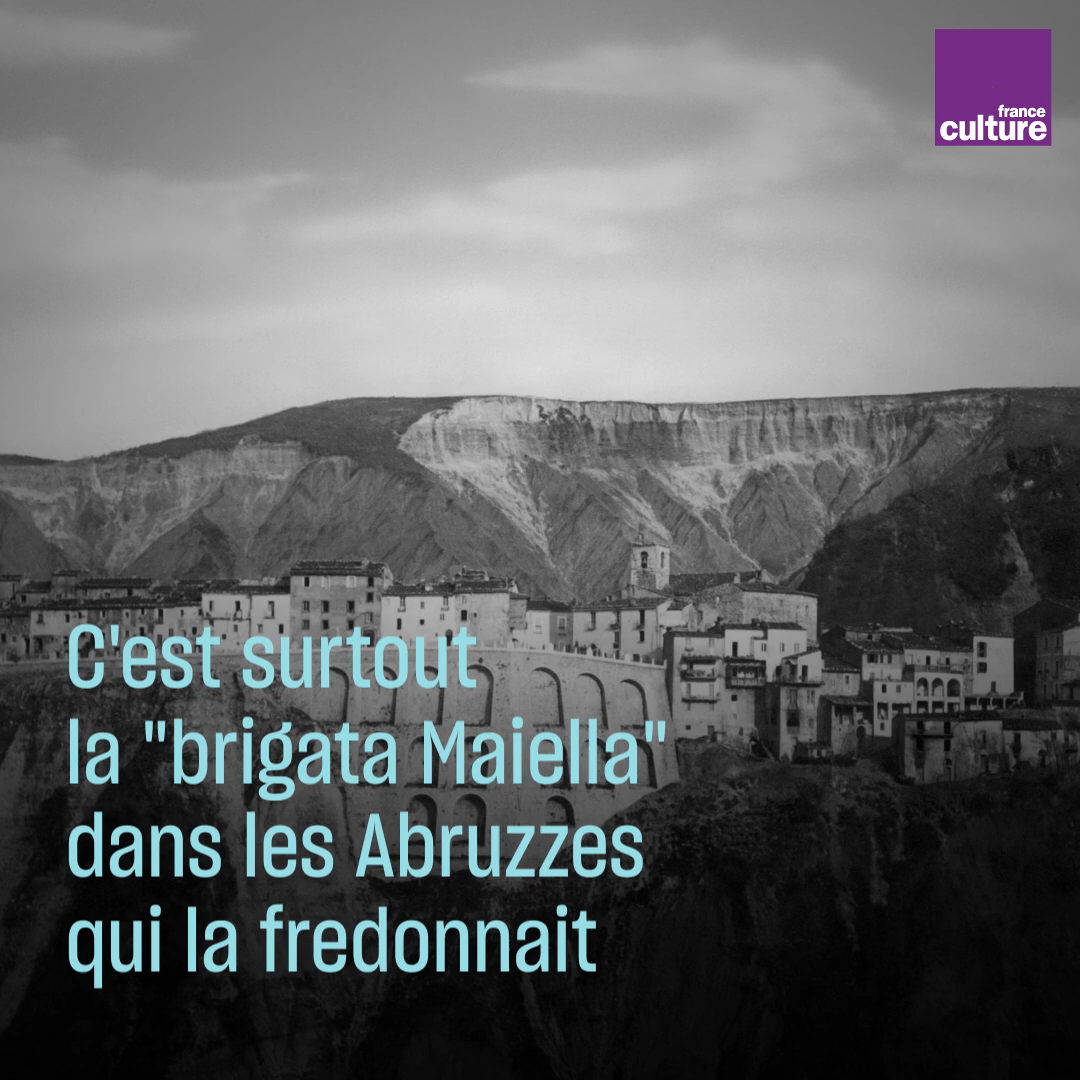 france
culture
C'est surtout
la "brigata Maiella"
dans les Abruzzes
qui la fredonnait